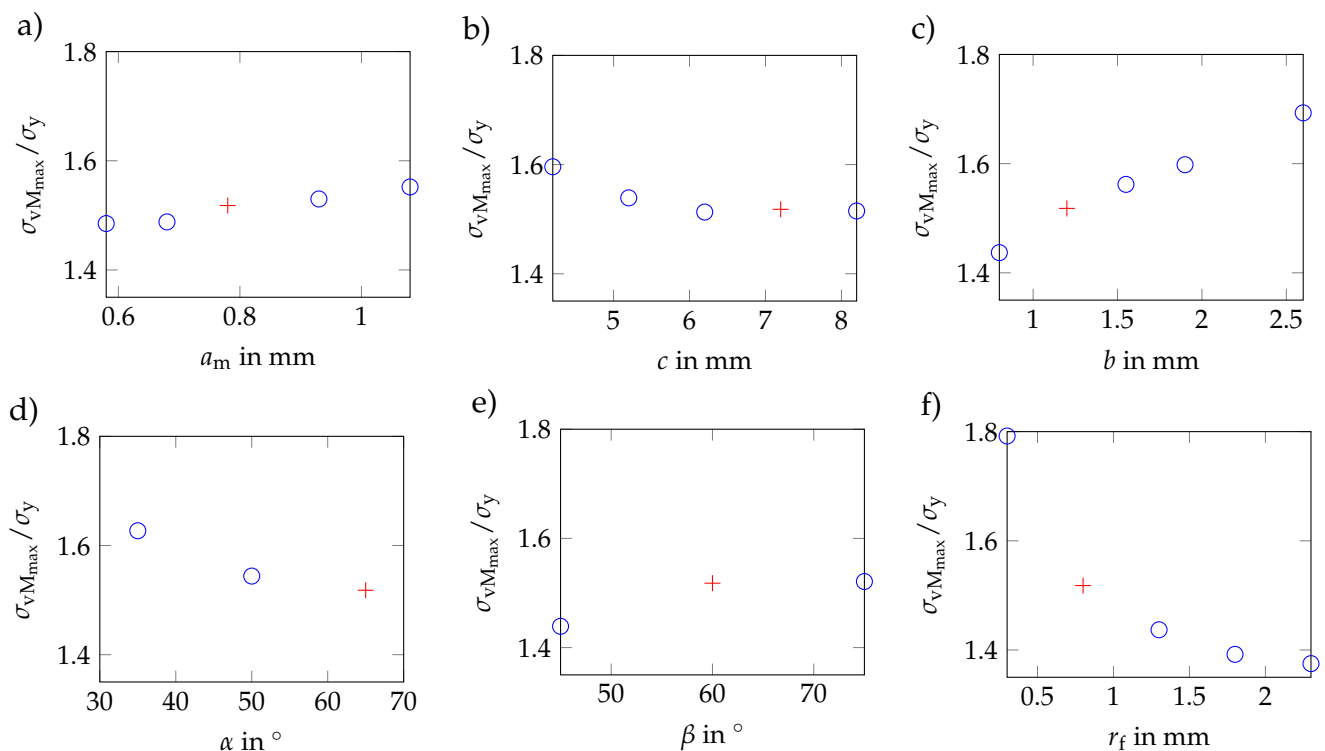 a)
1.8
1.6
1.4
σvMmax/σy
0.6 0.8 1
am in mm
b)
1.8
1.6
1.4
σvMmax/σy
5 6 7 8
c in mm
c)
1.8
1.6
1.4
σvMmax/σy
1 1.5 2 2.5
b in mm
d)
1.8
1.6
1.4
σvMmax/σy
30 40 50 60 70
α in °
e)
1.8
1.6
1.4
σvMmax/σy
50 60 70
β in °
f)
1.8
1.6
1.4
σvMmax/σy
0.5 1 1.5 2
rf in mm